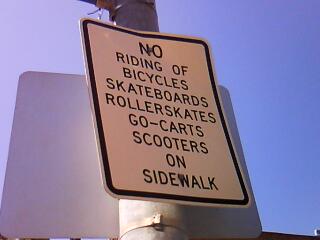 NO
RIDING OF
BICYCLES
SKATEBOARDS
ROLLERSKATES
GO-CARTS
SCOOTERS
ON
SIDEWALK